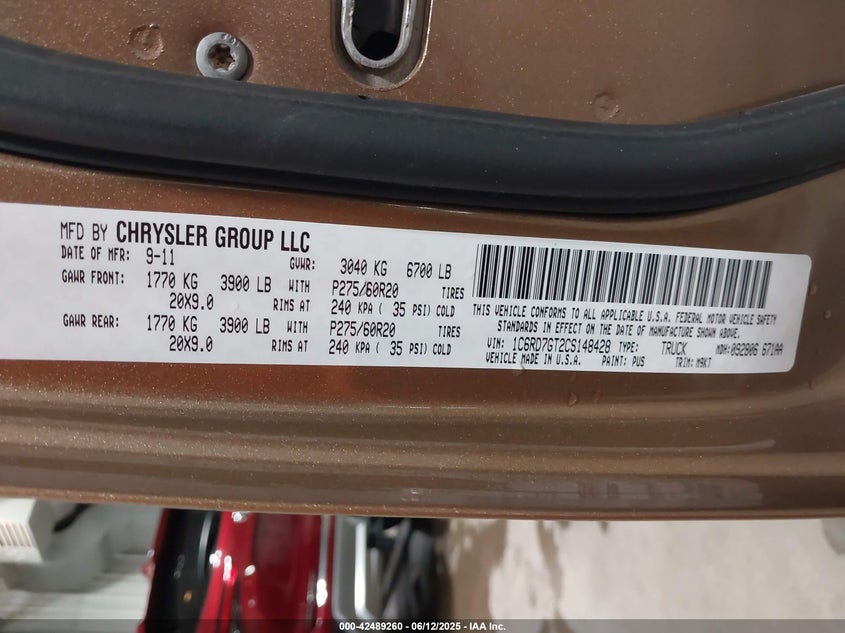 MFD BY CHRYSLER GROUP LLC
DATE OF MFR: 9-11 GVWR: 3040 KG 6700 LB
GAWR FRONT: 1770 KG 3900 LB WITH P275/60R20 TIRES
20X9.0 RIMS AT 240 KPA ( 35 PSI) COLD
GAWR REAR: 1770 KG 3900 LB WITH P275/60R20 TIRES
20X9.0 RIMS AT 240 KPA ( 35 PSI) COLD
THIS VEHICLE CONFORMS TO ALL APPLICABLE U.S.A. FEDERAL MOTOR VEHICLE SAFETY
STANDARDS IN EFFECT ON THE DATE OF MANUFACTURE SHOWN ABOVE.
VIN: 1C6RD7GT2CS148428 TYPE: TRUCK MDH:092806 671AA
VEHICLE MADE IN U.S.A. PAINT: PUS TRIM: M9KT
000-42489260 - 06/12/2025 - IAA Inc.